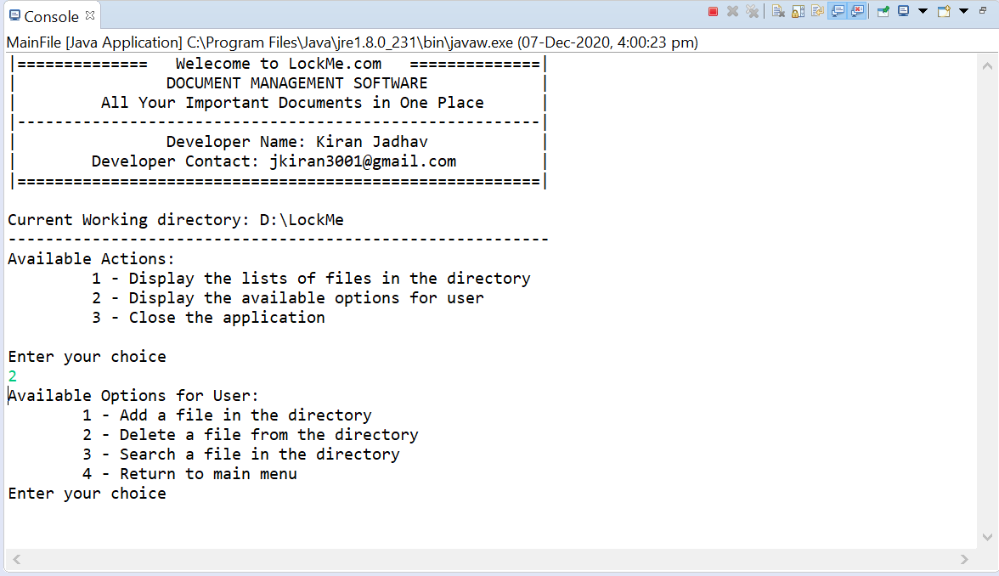 Console
MainFile [Java Application] C:\Program Files\Java\jre1.8.0_231\bin\javaw.exe (07-Dec-2020, 4:00:23 pm)
|==============   Welcome to LockMe.com   ==============|
|                DOCUMENT MANAGEMENT SOFTWARE            |
|         All Your Important Documents in One Place      |
|--------------------------------------------------------|
|                Developer Name: Kiran Jadhav            |
|        Developer Contact: jkiran3001@gmail.com         |
|========================================================|
Current Working directory: D:\LockMe
----------------------------------------------------------
Available Actions:
         1 - Display the lists of files in the directory
         2 - Display the available options for user
         3 - Close the application
Enter your choice
2
Available Options for User:
        1 - Add a file in the directory
        2 - Delete a file from the directory
        3 - Search a file in the directory
        4 - Return to main menu
Enter your choice